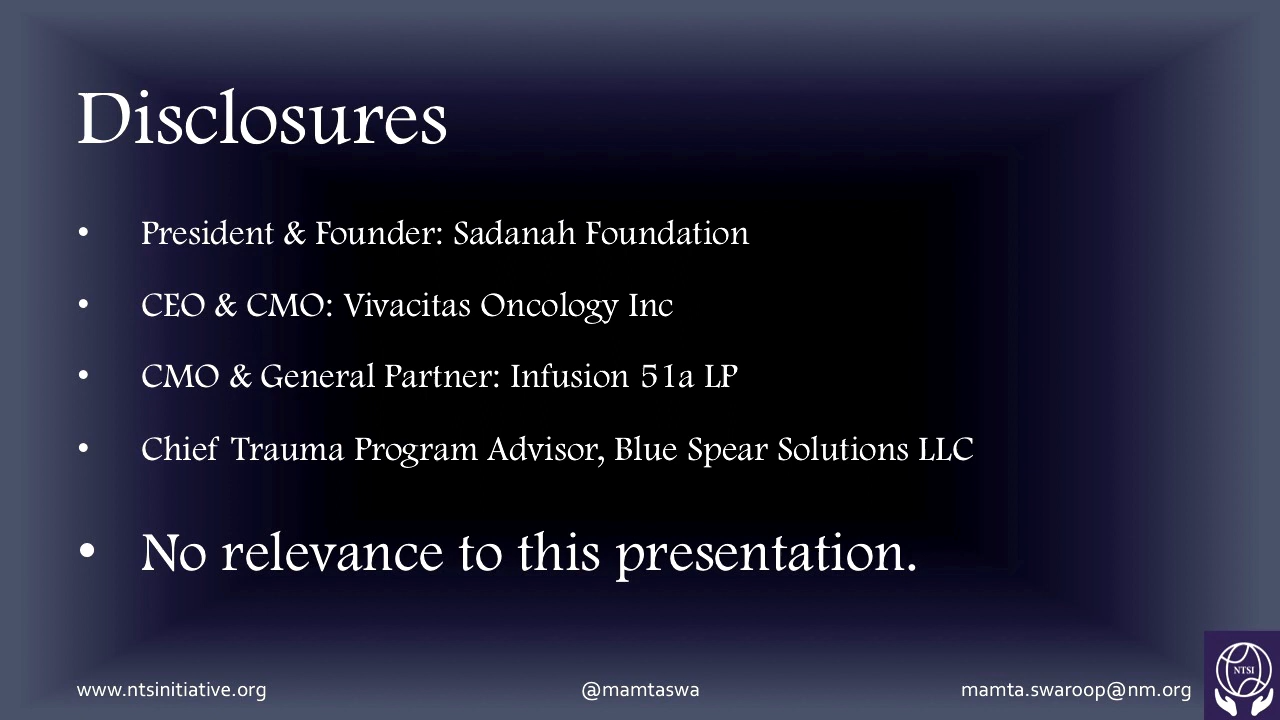 Disclosures
• President & Founder: Sadanah Foundation
• CEO & CMO: Vivacitas Oncology Inc
• CMO & General Partner: Infusion 51a LP
• Chief Trauma Program Advisor, Blue Spear Solutions LLC
• No relevance to this presentation.
www.ntsinitiative.org
@mamtaswa
mamta.swaroop@nm.org
NTSI